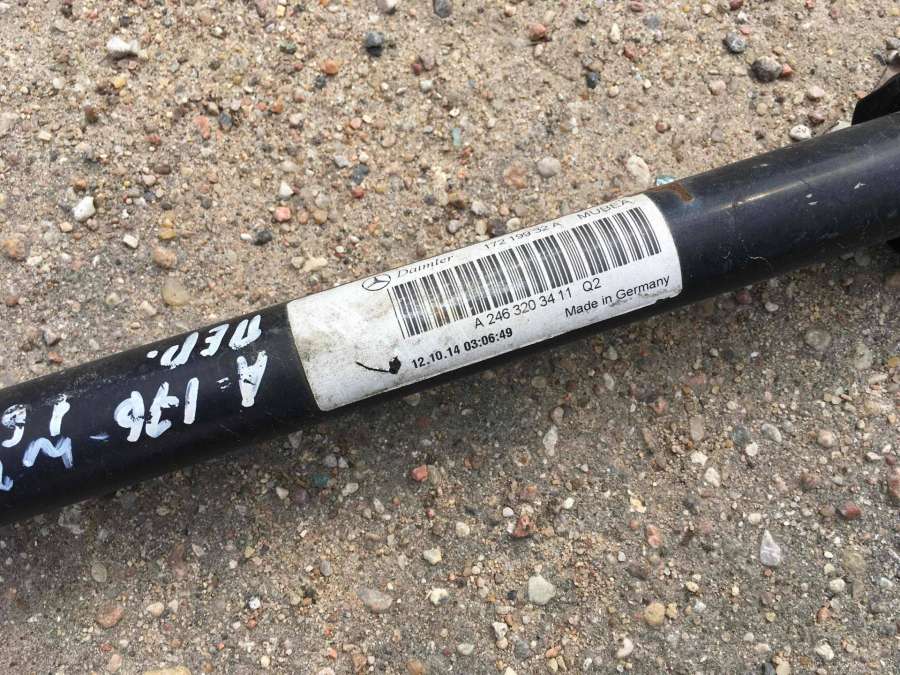 Daimler 172 199 32 A MUBEA
A 246 320 34 11 Q2
12.10.14 03:06:49 Made in Germany
ПЕР.
A-176